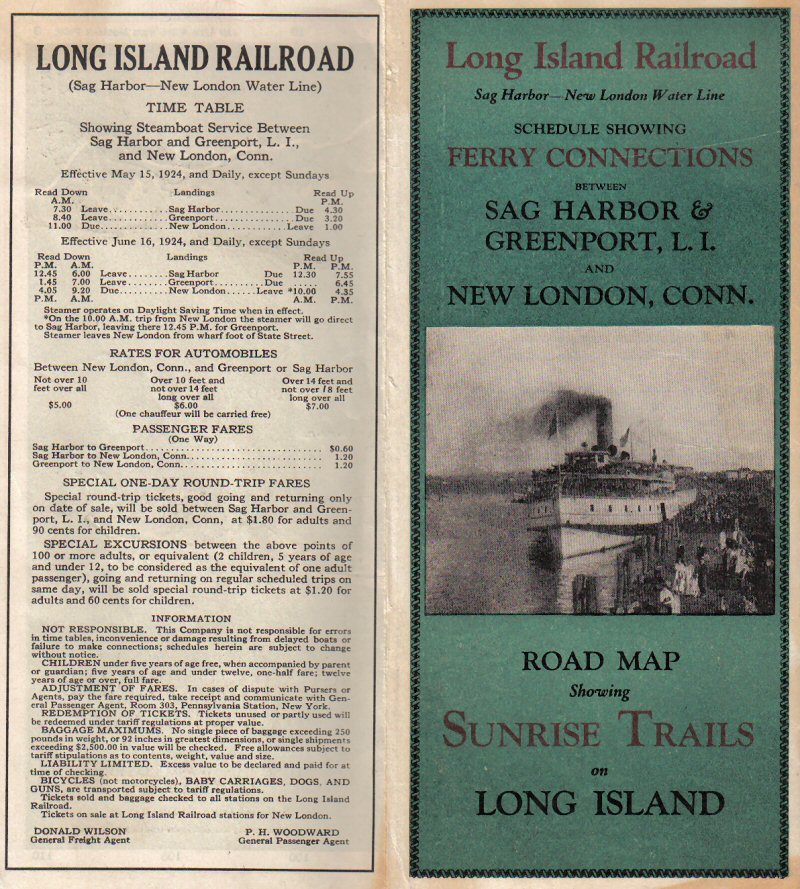 LONG ISLAND RAILROAD
(Sag Harbor—New London Water Line)
TIME TABLE
Showing Steamboat Service Between
Sag Harbor and Greenport, L. I.,
and New London, Conn.
Effective May 15, 1924, and Daily, except Sundays
Read Down Landings Read Up
A.M. P.M.
7.30 Leave...........Sag Harbor...............Due 4.30
8.40 Leave...........Greenport................Due 3.20
11.00 Due.............New London............Leave 1.00
Effective June 16, 1924, and Daily, except Sundays
Read Down Landings Read Up
P.M. A.M. P.M. P.M.
12.45 6.00 Leave........Sag Harbor Due 12.30 7.55
1.45 7.00 Leave........Greenport..........Due ..... 6.45
4.05 9.20 Due..........New London.....Leave *10.00 4.35
P.M. A.M. A.M. P.M.
Steamer operates on Daylight Saving Time when in effect.
*On the 10.00 A.M. trip from New London the steamer will go direct
to Sag Harbor, leaving there 12.45 P.M. for Greenport.
Steamer leaves New London from wharf foot of State Street.
RATES FOR AUTOMOBILES
Between New London, Conn., and Greenport or Sag Harbor
Not over 10 Over 10 feet and Over 14 feet and
feet over all not over 14 feet not over 18 feet
long over all long over all
$5.00 $6.00 $7.00
(One chauffeur will be carried free)
PASSENGER FARES
(One Way)
Sag Harbor to Greenport.................................... $0.60
Sag Harbor to New London, Conn............................ 1.20
Greenport to New London, Conn............................. 1.20
SPECIAL ONE-DAY ROUND-TRIP FARES
Special round-trip tickets, good going and returning only
on date of sale, will be sold between Sag Harbor and Green-
port, L. I., and New London, Conn, at $1.80 for adults and
90 cents for children.
SPECIAL EXCURSIONS between the above points of
100 or more adults, or equivalent (2 children, 5 years of age
and under 12, to be considered as the equivalent of one adult
passenger), going and returning on regular scheduled trips on
same day, will be sold special round-trip tickets at $1.20 for
adults and 60 cents for children.
INFORMATION
NOT RESPONSIBLE. This Company is not responsible for errors
in time tables, inconvenience or damage resulting from delayed boats or
failure to make connections; schedules herein are subject to change
without notice.
CHILDREN under five years of age free, when accompanied by parent
or guardian; five years of age and under twelve, one-half fare; twelve
years of age or over, full fare.
ADJUSTMENT OF FARES. In cases of dispute with Pursers or
Agents, pay the fare required, take receipt and communicate with Gen-
eral Passenger Agent, Room 303, Pennsylvania Station, New York.
REDEMPTION OF TICKETS. Tickets unused or partly used will
be redeemed under tariff regulations at proper value.
BAGGAGE MAXIMUMS. No single piece of baggage exceeding 250
pounds in weight, or 92 inches in greatest dimensions, or single shipments
exceeding $2,500.00 in value will be checked. Free allowances subject to
tariff stipulations as to contents, weight, value and size.
LIABILITY LIMITED. Excess value to be declared and paid for at
time of checking.
BICYCLES (not motorcycles), BABY CARRIAGES, DOGS, AND
GUNS, are transported subject to tariff regulations.
Tickets sold and baggage checked to all stations on the Long Island
Railroad.
Tickets on sale at Long Island Railroad stations for New London.
DONALD WILSON P. H. WOODWARD
General Freight Agent General Passenger Agent
Long Island Railroad
Sag Harbor—New London Water Line
SCHEDULE SHOWING
FERRY CONNECTIONS
BETWEEN
SAG HARBOR &
GREENPORT, L. I.
AND
NEW LONDON, CONN.
ROAD MAP
Showing
SUNRISE TRAILS
on
LONG ISLAND